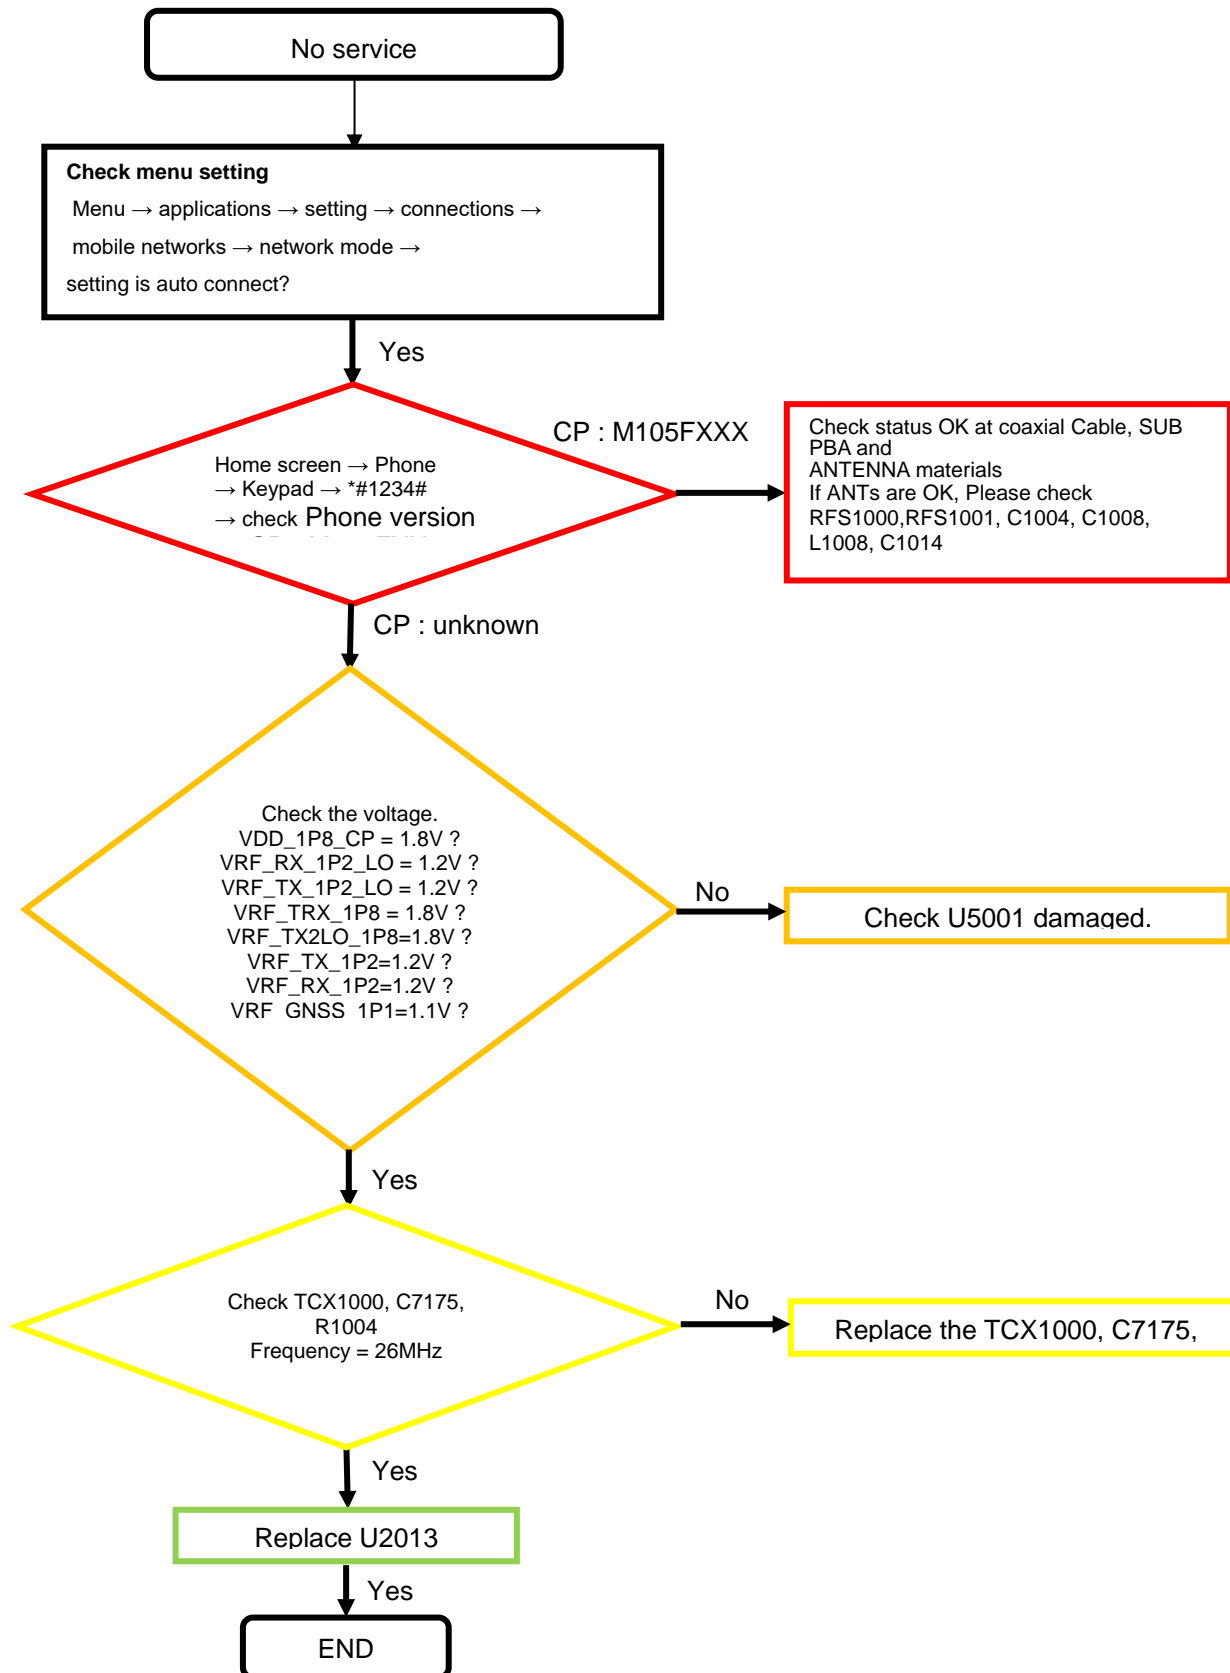 No service
Check menu setting
Menu → applications → setting → connections →
mobile networks → network mode →
setting is auto connect?
Yes
CP : M105FXXX
Home screen → Phone
→ Keypad → *#1234#
→ check Phone version
Check status OK at coaxial Cable, SUB
PBA and
ANTENNA materials
If ANTs are OK, Please check
RFS1000,RFS1001, C1004, C1008,
L1008, C1014
CP : unknown
Check the voltage.
VDD_1P8_CP = 1.8V ?
VRF_RX_1P2_LO = 1.2V ?
VRF_TX_1P2_LO = 1.2V ?
VRF_TRX_1P8 = 1.8V ?
VRF_TX2LO_1P8=1.8V ?
VRF_TX_1P2=1.2V ?
VRF_RX_1P2=1.2V ?
VRF_GNSS_1P1=1.1V ?
No
Check U5001 damaged.
Yes
Check TCX1000, C7175,
R1004
Frequency = 26MHz
No
Replace the TCX1000, C7175,
Yes
Replace U2013
Yes
END